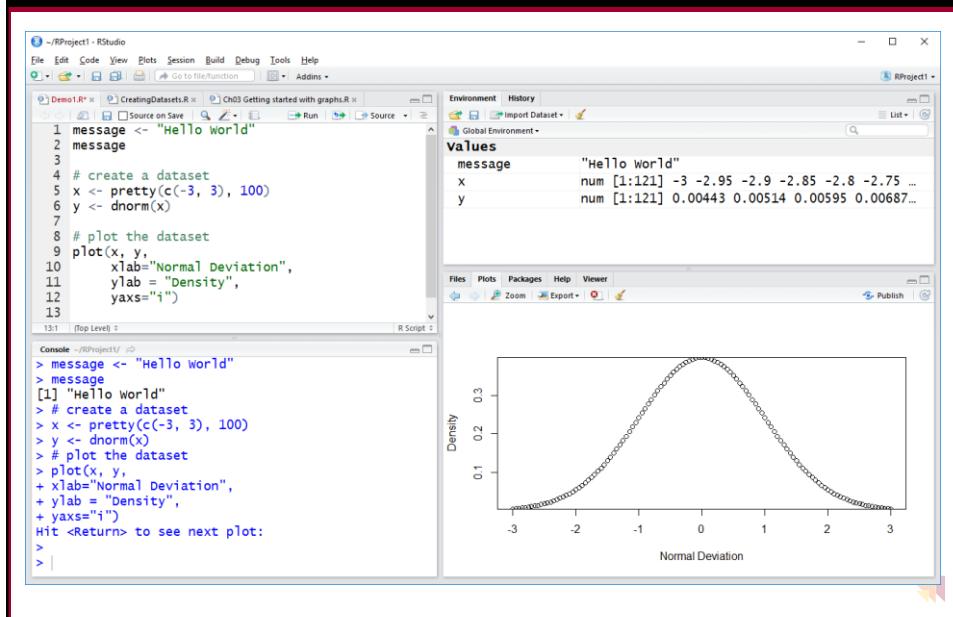 ~/RProject1 - RStudio
File Edit Code View Plots Session Build Debug Tools Help
Go to file/function Addins RProject1
Demo1.R* CreatingDatasets.R Ch03 Getting started with graphs.R
Source on Save Run Source
1 message <- "Hello World"
2 message
3
4 # create a dataset
5 x <- pretty(c(-3, 3), 100)
6 y <- dnorm(x)
7
8 # plot the dataset
9 plot(x, y,
10 xlab="Normal Deviation",
11 ylab = "Density",
12 yaxs="i")
13
13:1 (Top Level) R Script
Console ~/RProject1/
> message <- "Hello World"
> message
[1] "Hello World"
> # create a dataset
> x <- pretty(c(-3, 3), 100)
> y <- dnorm(x)
> # plot the dataset
> plot(x, y,
+ xlab="Normal Deviation",
+ ylab = "Density",
+ yaxs="i")
Hit <Return> to see next plot:
>
>
Environment History
Import Dataset List
Global Environment
Values
message "Hello World"
x num [1:121] -3 -2.95 -2.9 -2.85 -2.8 -2.75 …
y num [1:121] 0.00443 0.00514 0.00595 0.00687…
Files Plots Packages Help Viewer
Zoom Export Publish
Density
0.3
0.2
0.1
-3 -2 -1 0 1 2 3
Normal Deviation